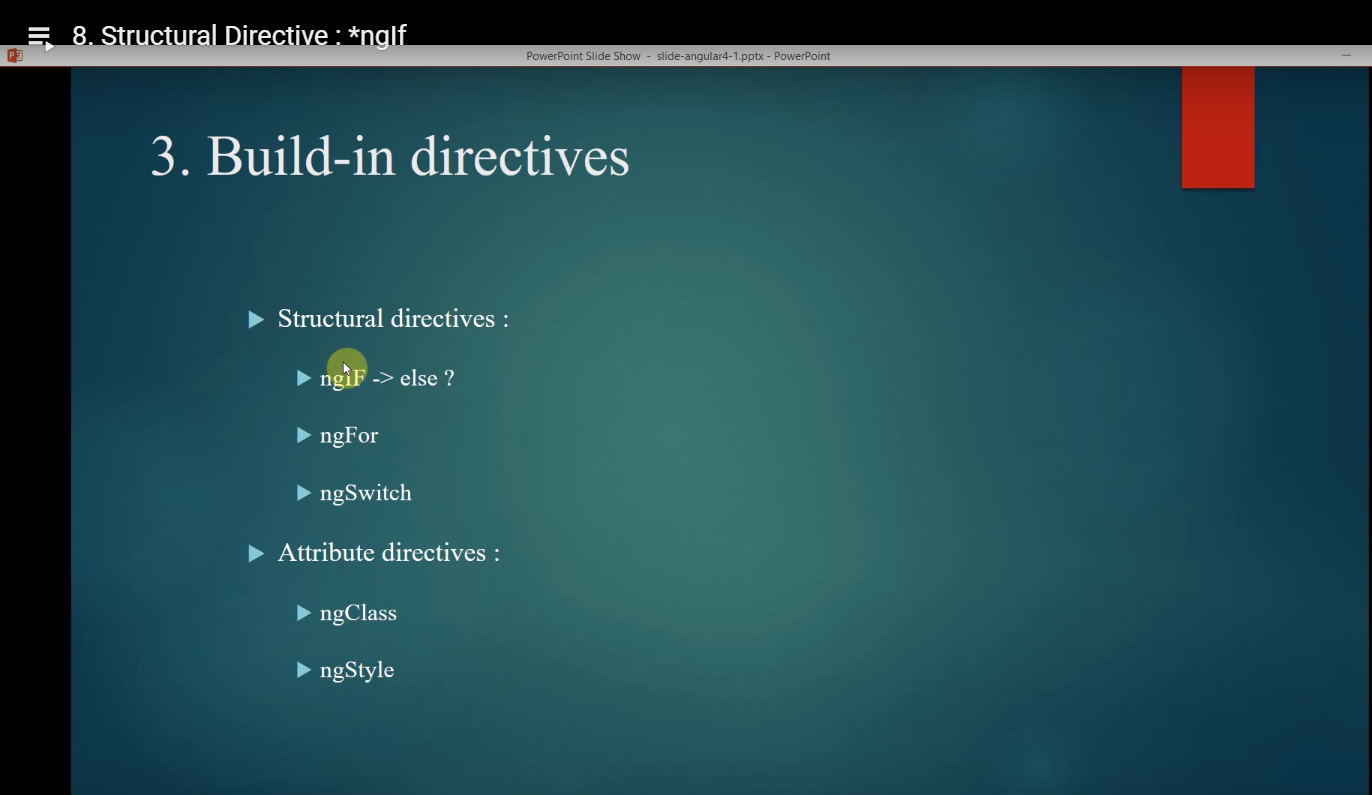 8. Structural Directive : *ngIf
PowerPoint Slide Show - slide-angular4-1.pptx - PowerPoint
3. Build-in directives
Structural directives :
ngiF -> else ?
ngFor
ngSwitch
Attribute directives :
ngClass
ngStyle